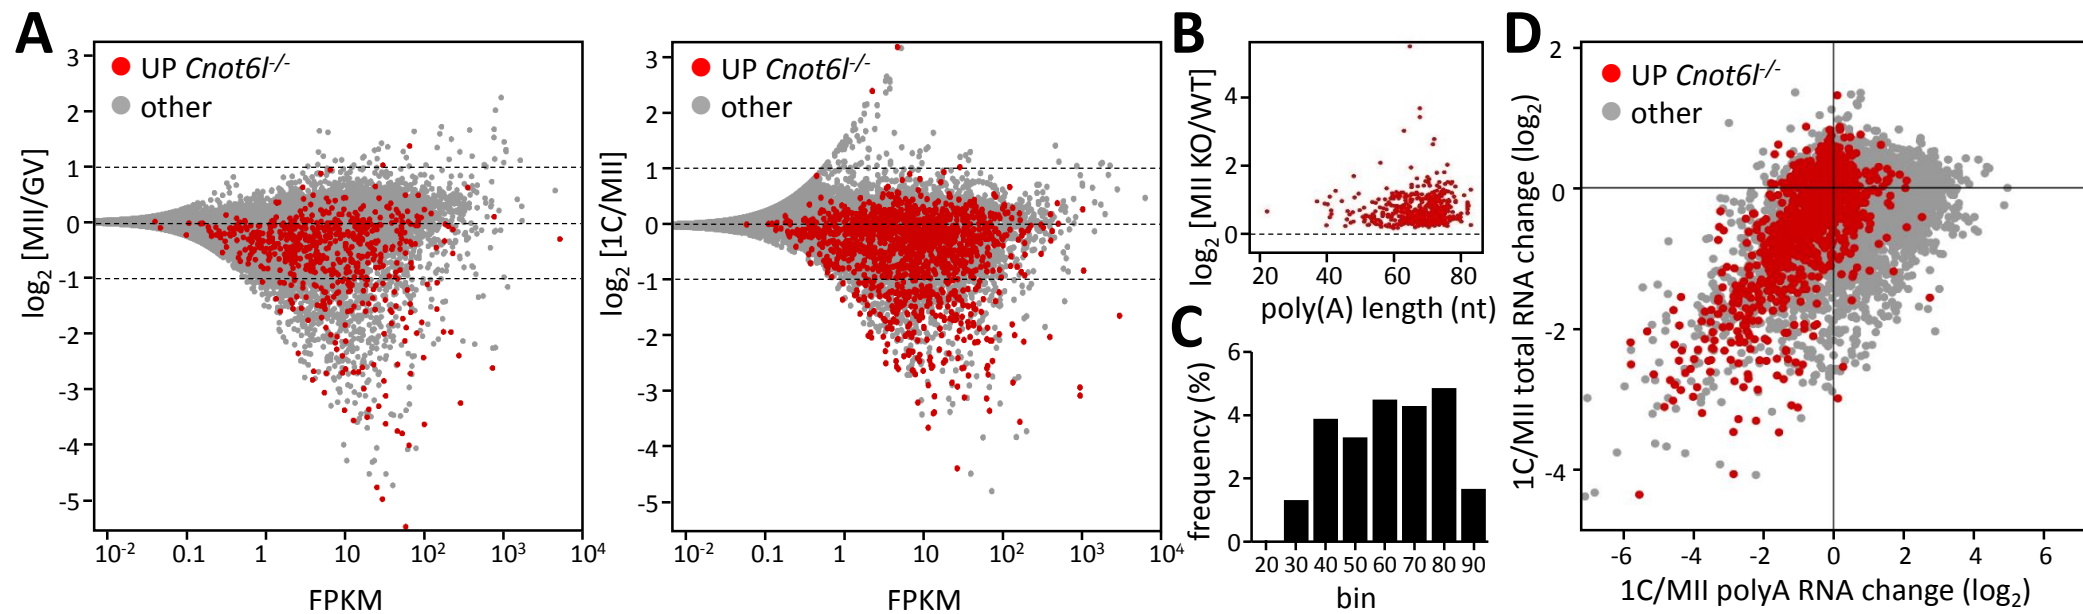 A
log2 [MII/GV]
3
2
1
0
-1
-2
-3
-4
-5
UP Cnot6l-/-
other
10-2 0.1 1 10 102 103 104
FPKM
log2 [1C/MII]
3
2
1
0
-1
-2
-3
-4
-5
UP Cnot6l-/-
other
10-2 0.1 1 10 102 103 104
FPKM
B
log2 [MII KO/WT]
4
2
0
20 40 60 80
poly(A) length (nt)
C
frequency (%)
6
4
2
0
20 30 40 50 60 70 80 90
bin
D
1C/MII total RNA change (log2)
2
0
-2
-4
UP Cnot6l-/-
other
-6 -4 -2 0 2 4 6
1C/MII polyA RNA change (log2)